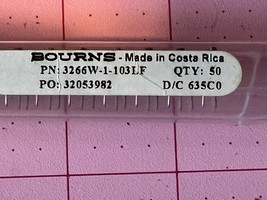 BOURNS - Made in Costa Rica
PN: 3266W-1-103LF QTY: 50
PO: 32053982 D/C 635C0